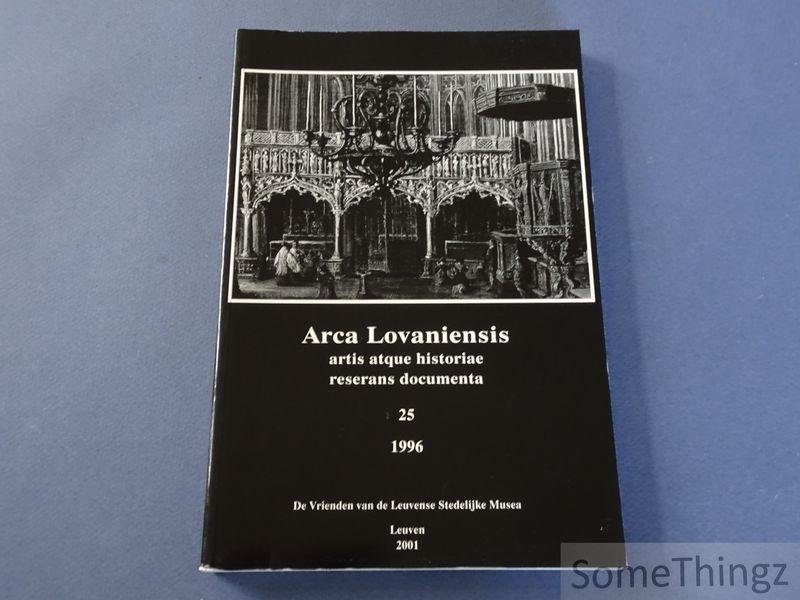 Arca Lovaniensis
artis atque historiae
reserans documenta
25
1996
De Vrienden van de Leuvense Stedelijke Musea
Leuven
2001
SomeThingz